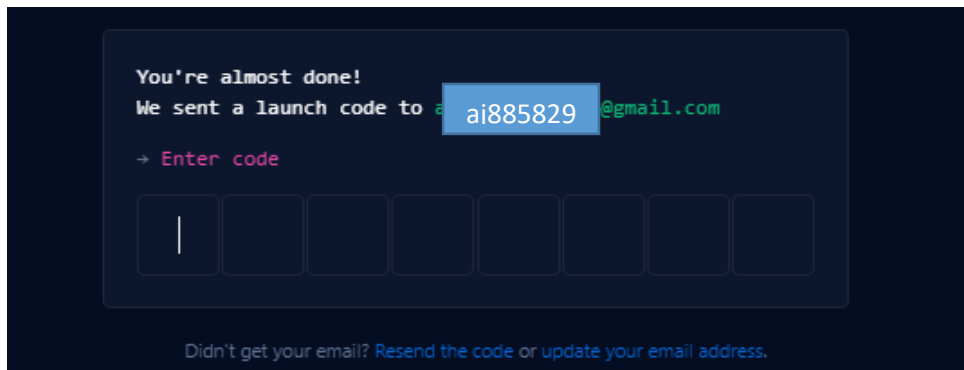 You're almost done!
We sent a launch code to a ai885829 @gmail.com
→ Enter code
Didn't get your email? Resend the code or update your email address.